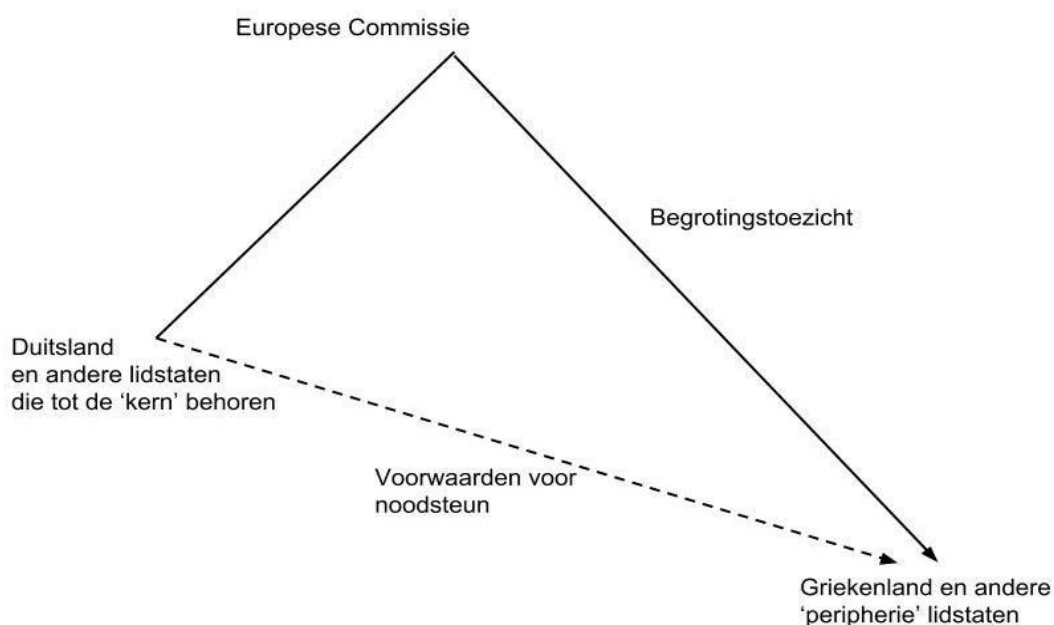 Europese Commissie
Begrotingstoezicht
Duitsland
en andere lidstaten
die tot de ‘kern’ behoren
Voorwaarden voor
noodsteun
Griekenland en andere
‘peripherie’ lidstaten